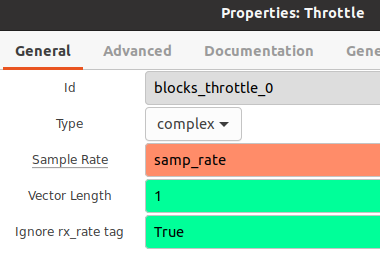 Properties: Throttle
General Advanced Documentation
Id blocks_throttle_0
Type complex
Sample Rate samp_rate
Vector Length 1
Ignore rx_rate tag True